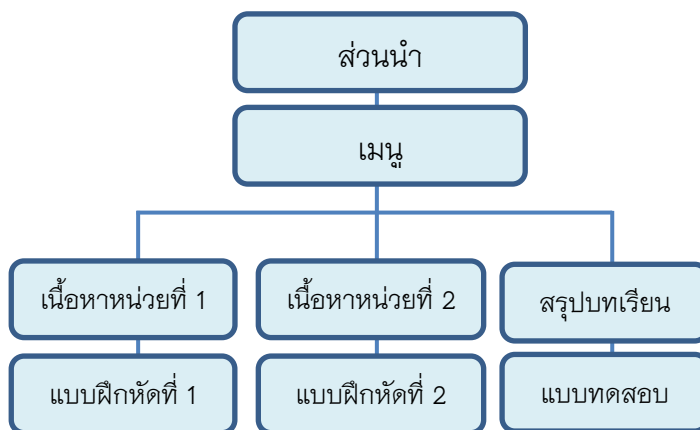 ส่วนนำ
เมนู
เนื้อหาหน่วยที่ 1
เนื้อหาหน่วยที่ 2
สรุปบทเรียน
แบบฝึกหัดที่ 1
แบบฝึกหัดที่ 2
แบบทดสอบ